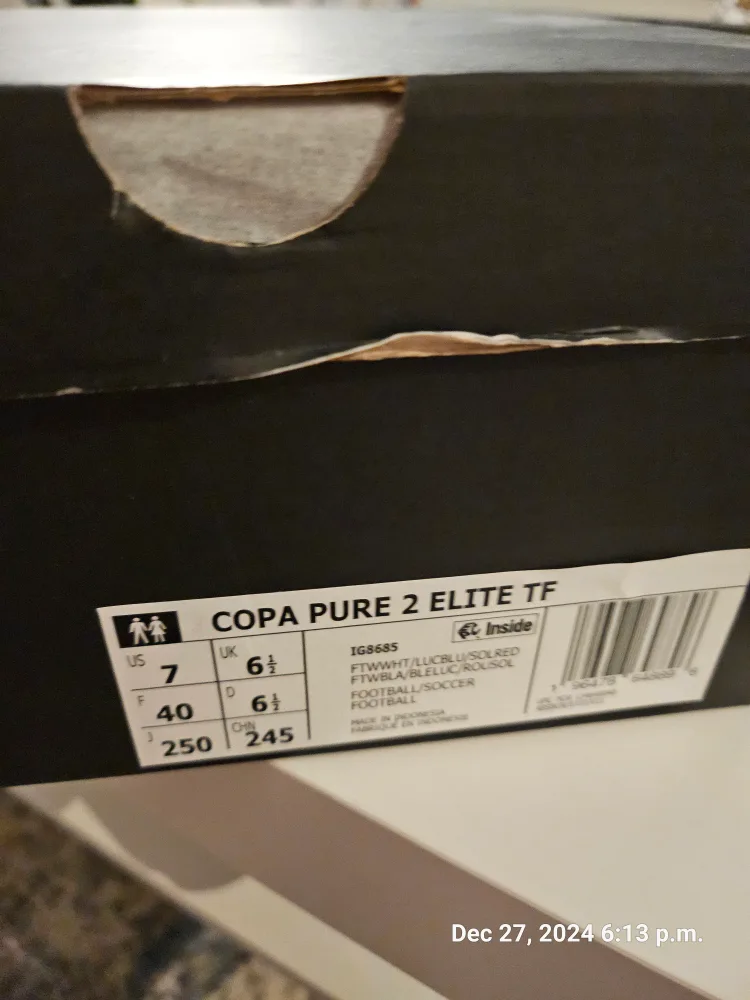 COPA PURE 2 ELITE TF
Inside
US 7 UK 6½
F 40 D 6½
J 250 CHN 245
IG8685
FTWWHT/LUCBLU/SOLRED
FTWBLA/BLELUC/ROUSOL
FOOTBALL/SOCCER
FOOTBALL
MADE IN INDONESIA
FABRIQUE EN INDONESIE
Dec 27, 2024 6:13 p.m.